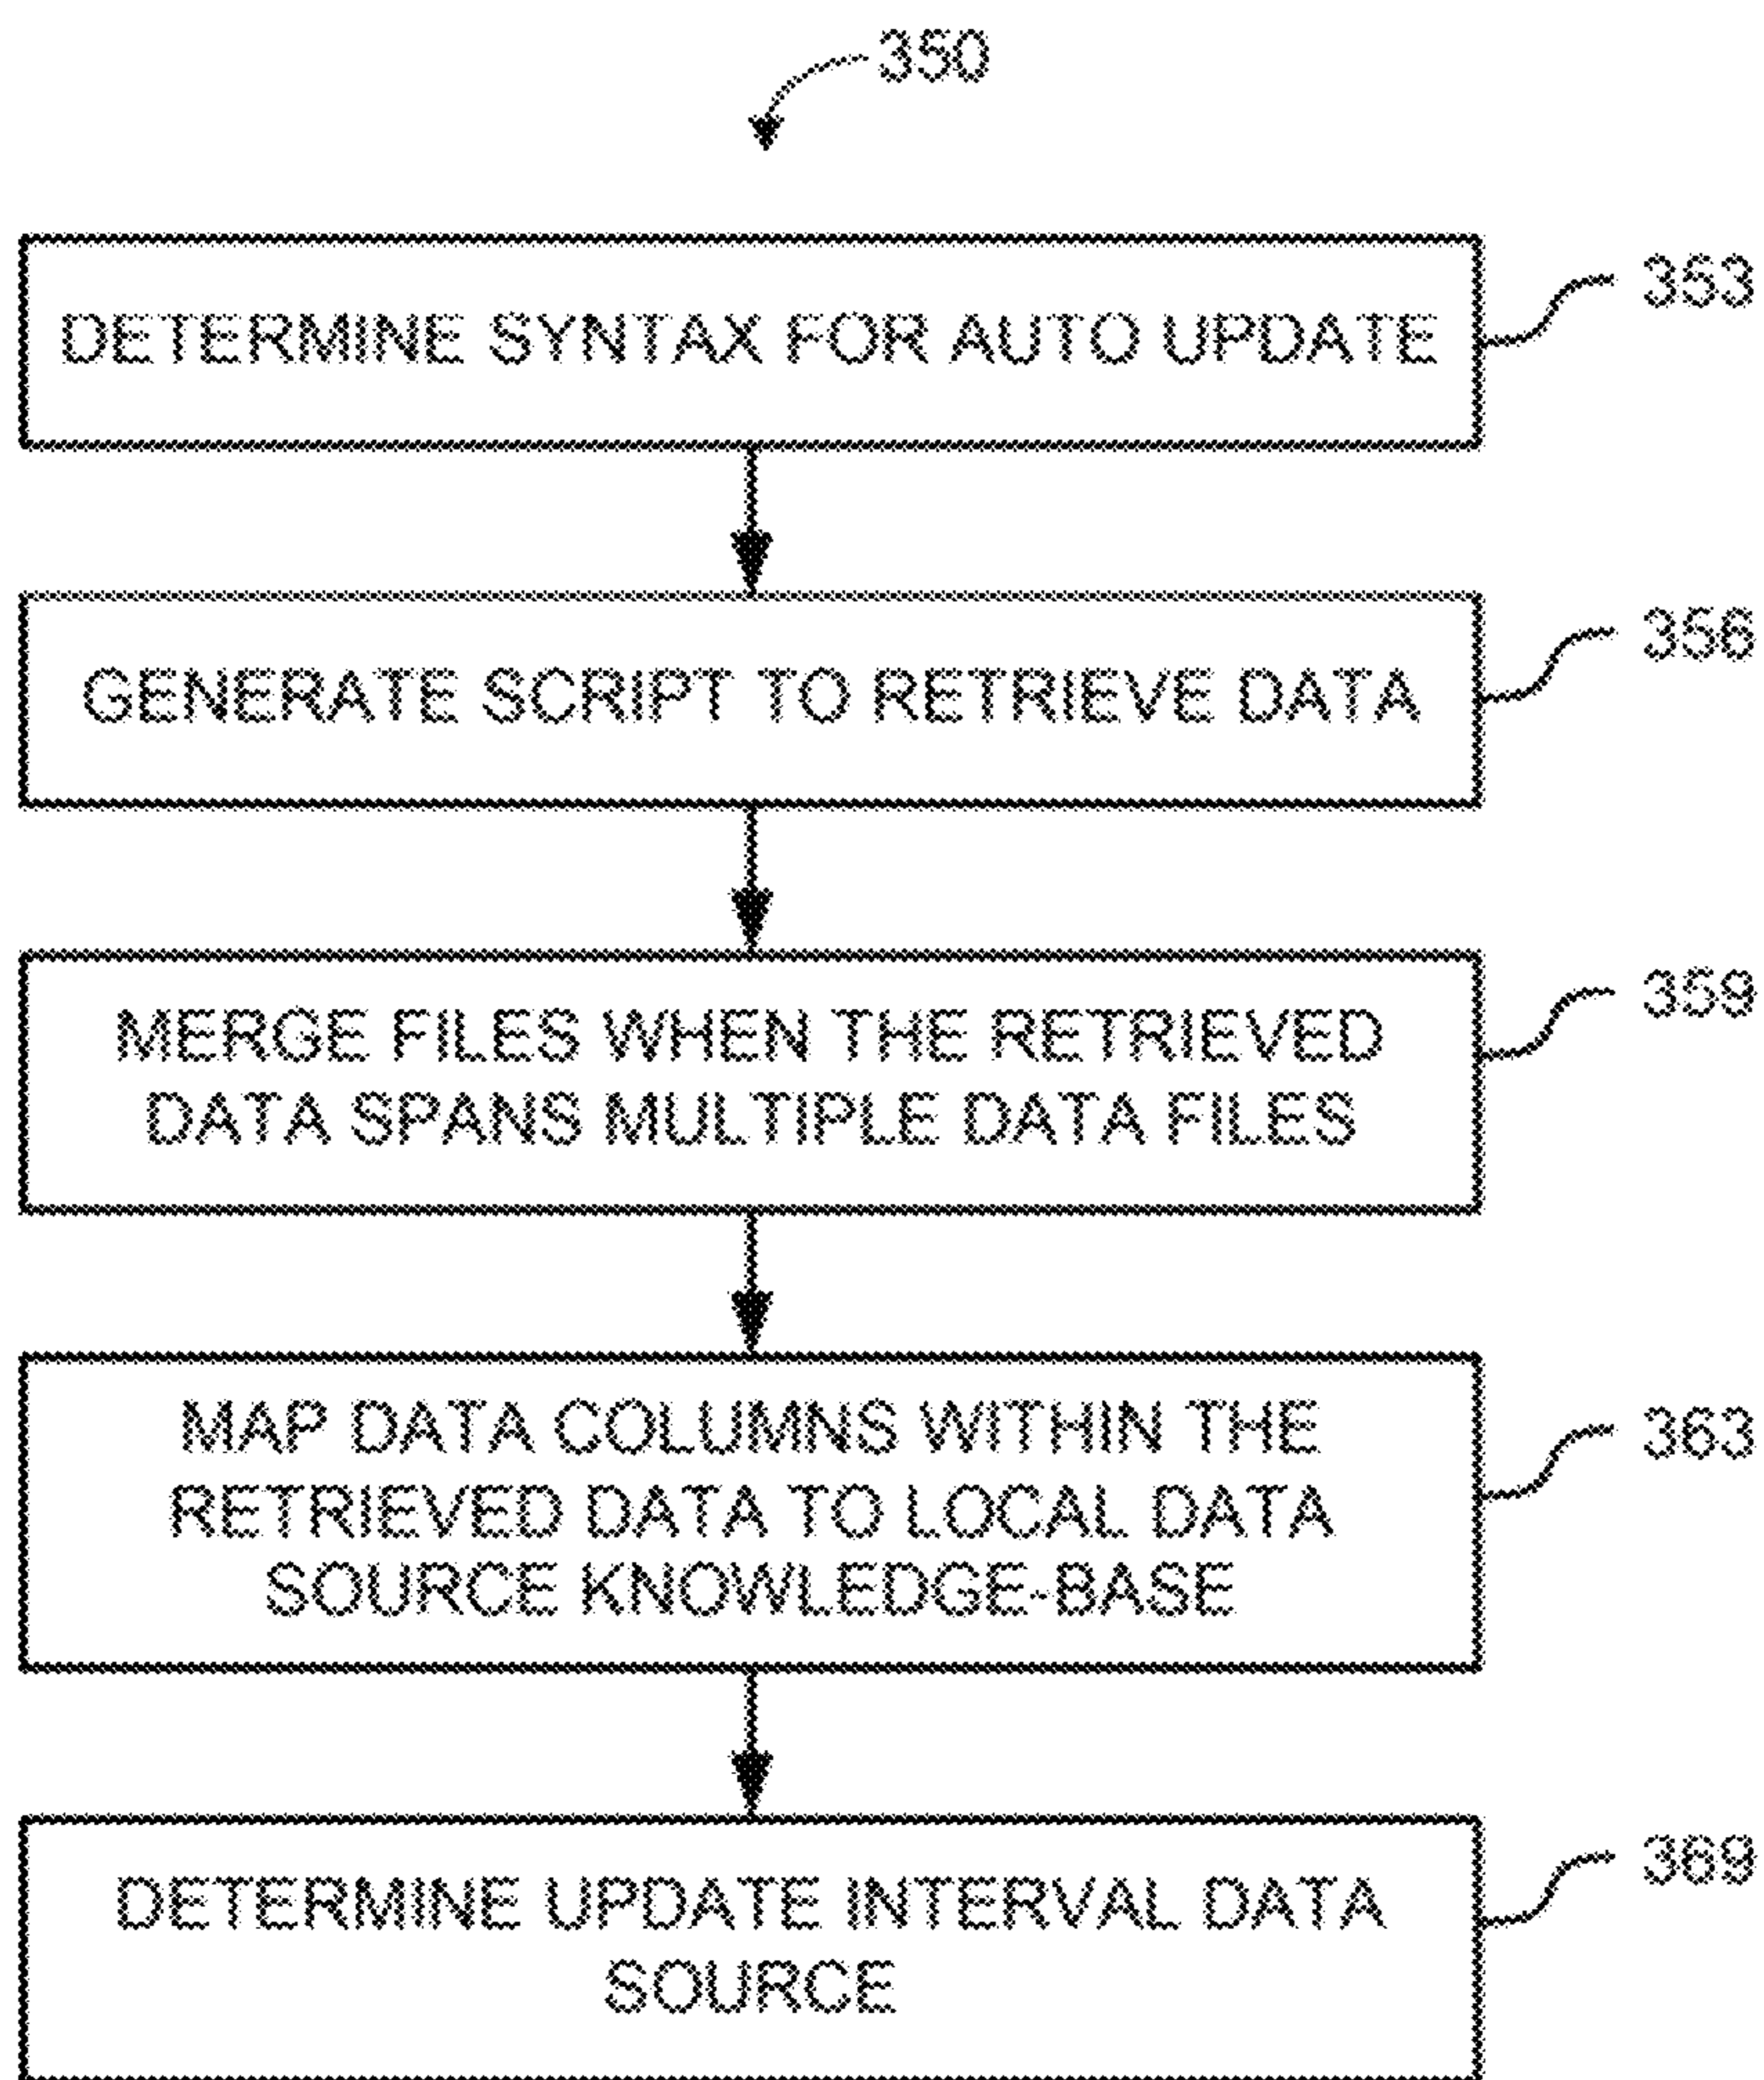 350
DETERMINE SYNTAX FOR AUTO UPDATE
353
GENERATE SCRIPT TO RETRIEVE DATA
356
MERGE FILES WHEN THE RETRIEVED
DATA SPANS MULTIPLE DATA FILES
359
MAP DATA COLUMNS WITHIN THE
RETRIEVED DATA TO LOCAL DATA
SOURCE KNOWLEDGE-BASE
363
DETERMINE UPDATE INTERVAL DATA
SOURCE
369